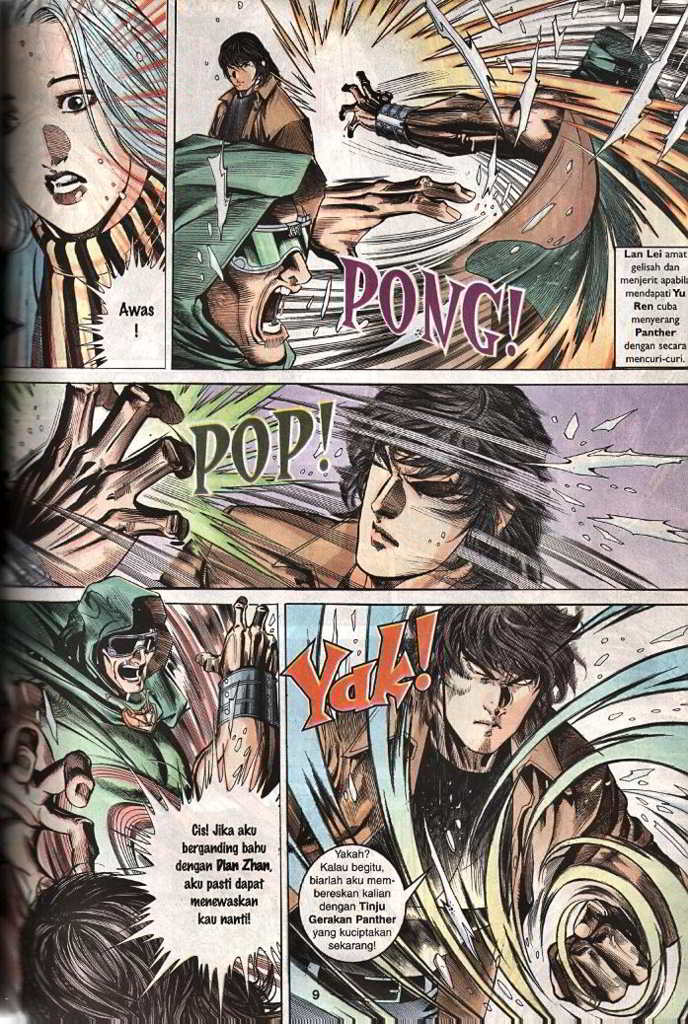 Awas
!
PONG!
Lan Lei amat
gelisah dan
menjerit apabila
mendapati Yu
Ren cuba
menyerang
Panther
dengan secara
mencuri-curi.
POP!
Cis! Jika aku
berganding bahu
dengan Dian Zhan,
aku pasti dapat
menewaskan
kau nanti!
Yak!
Yakah?
Kalau begitu,
biarlah aku mem-
bereskan kalian
dengan Tinju
Gerakan Panther
yang kuciptakan
sekarang!
9